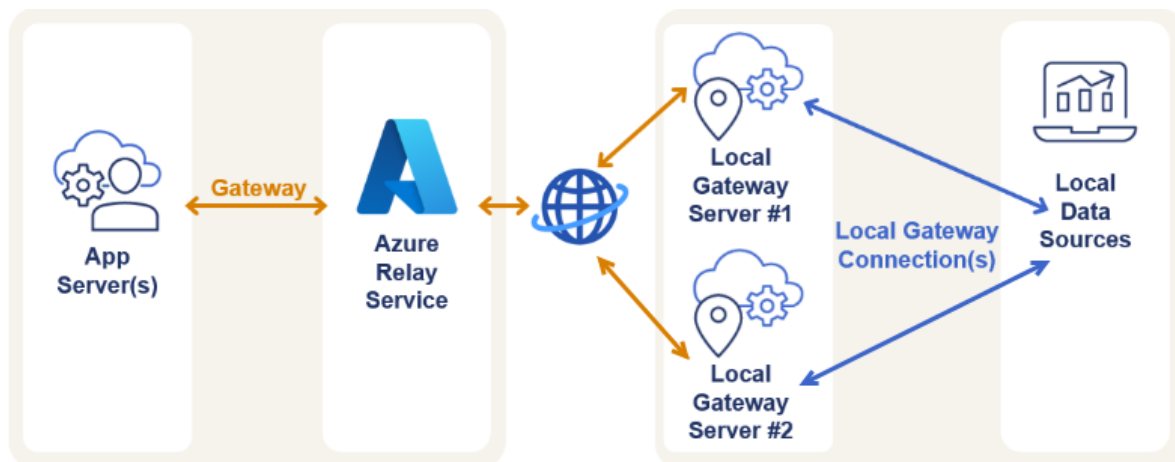 Gateway
App
Server(s)
Azure
Relay
Service
Local
Gateway
Server #1
Local
Gateway
Server #2
Local Gateway
Connection(s)
Local
Data
Sources